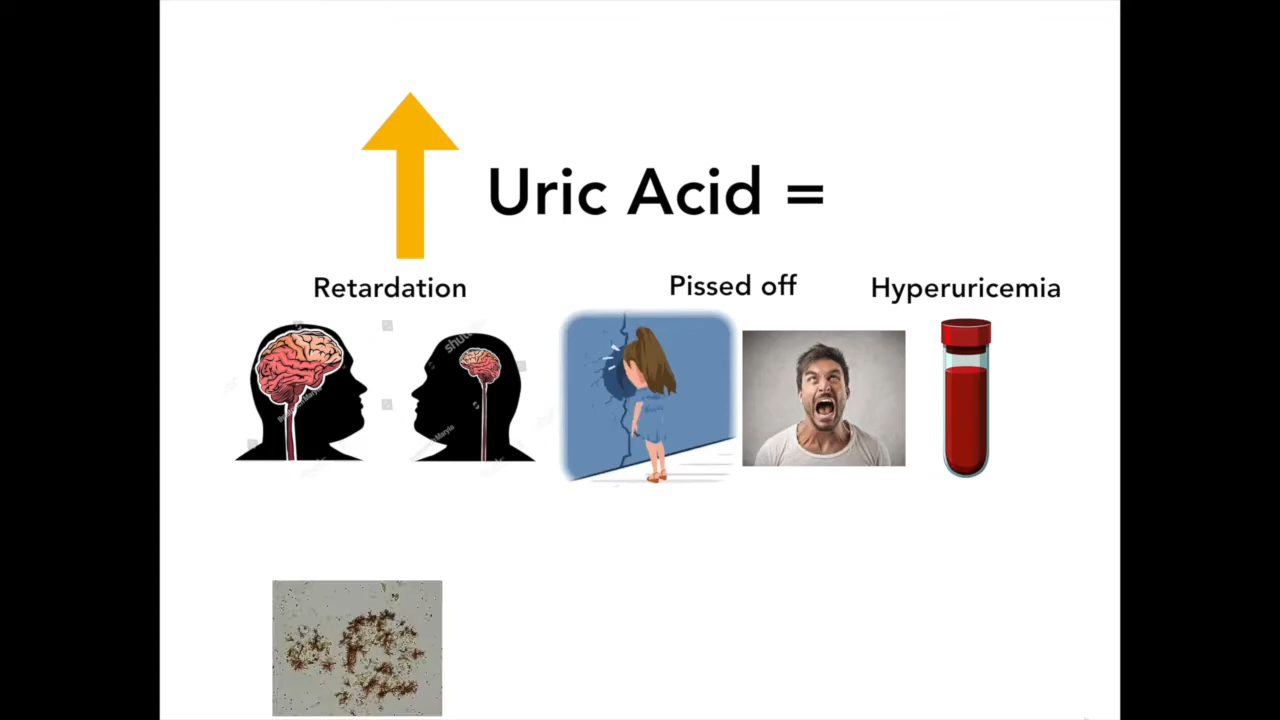 Uric Acid =
Retardation
Pissed off
Hyperuricemia